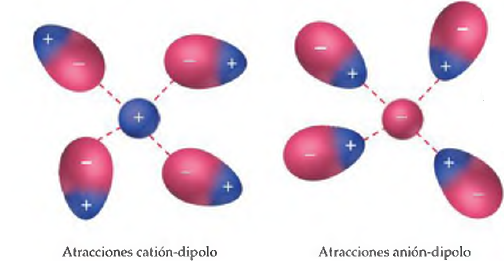 + − − + + − + − + − − + − + − + + −
Atracciones catión-dipolo Atracciones anión-dipolo